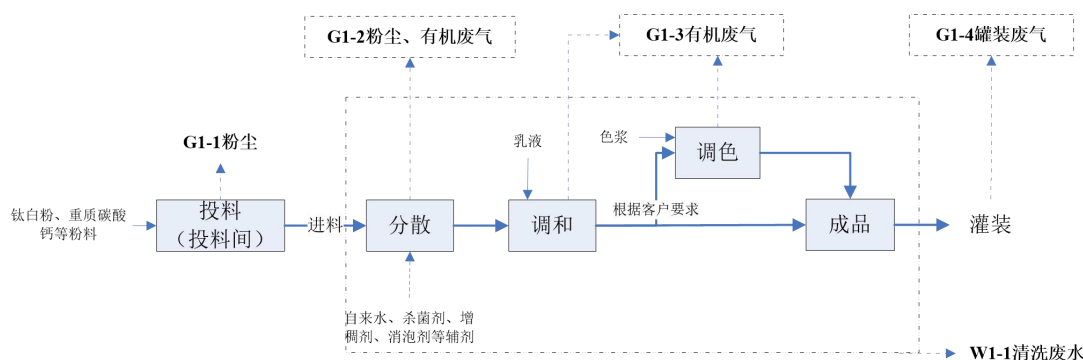 G1-2粉尘、有机废气
G1-3有机废气
G1-4罐装废气
G1-1粉尘
乳液
色浆
调色
钛白粉、重质碳酸
钙等粉料
投料
（投料间）
进料
分散
调和
根据客户要求
成品
灌装
自来水、杀菌剂、增
稠剂、消泡剂等辅剂
W1-1清洗废水